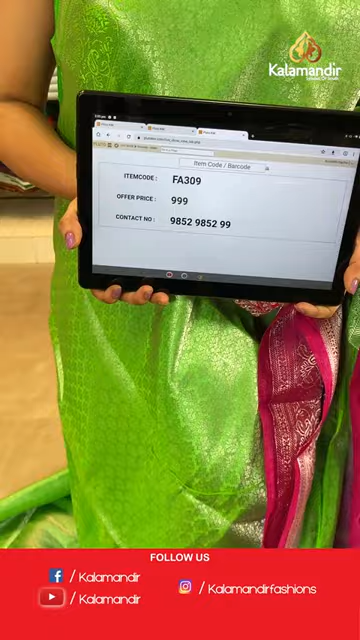 Kalamandir
Item Code / Barcode
ITEMCODE : FA309
OFFER PRICE : 999
CONTACT NO : 9852 9852 99
FOLLOW US
/ Kalamandir
/ Kalamandirfashions
/ Kalamandir